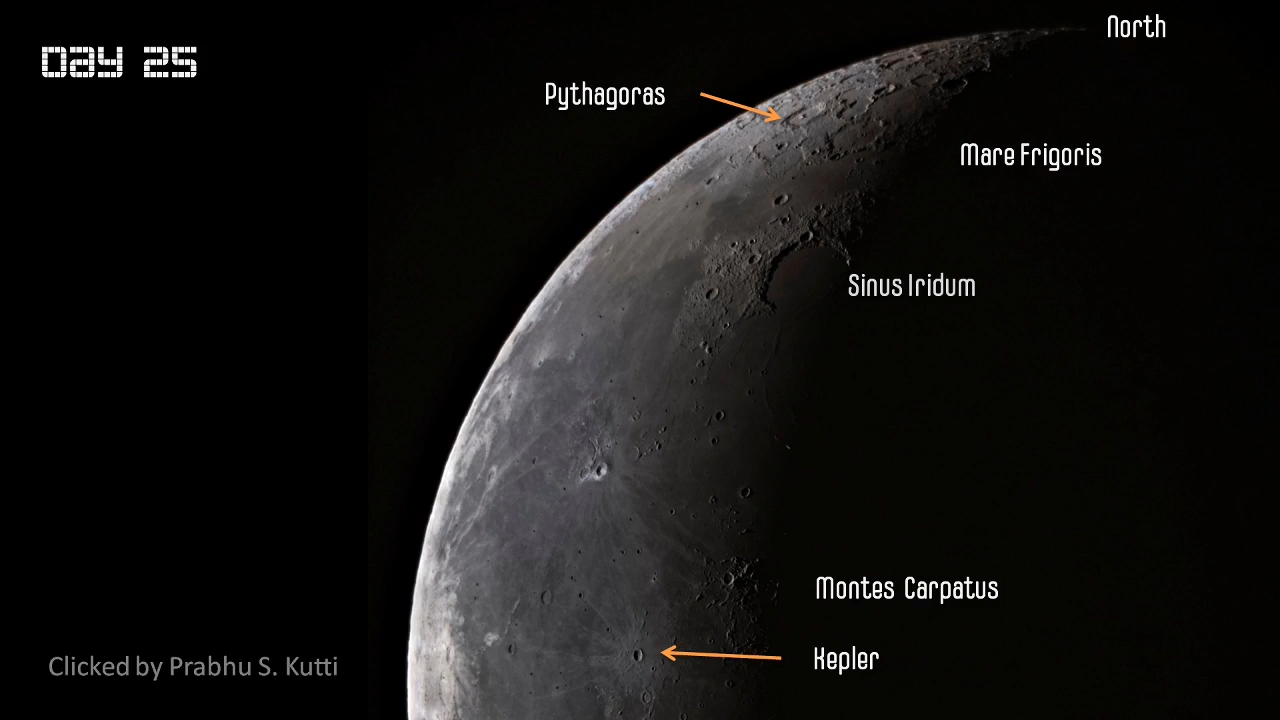 Day 25
North
Pythagoras
Mare Frigoris
Sinus Iridum
Montes Carpatus
Kepler
Clicked by Prabhu S. Kutti